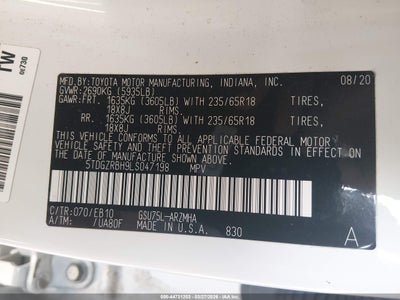 TW
0E730
MFD.BY:TOYOTA MOTOR MANUFACTURING, INDIANA, INC. 08/20
GVWR:2690KG (5935LB)
GAWR:FRT. 1635KG (3605LB) WITH 235/65R18 TIRES,
18X8J RIMS,
RR. 1635KG (3605LB) WITH 235/65R18 TIRES,
18X8J RIMS.
THIS VEHICLE CONFORMS TO ALL APPLICABLE FEDERAL MOTOR
VEHICLE SAFETY STANDARDS IN EFFECT ON THE DATE OF
MANUFACTURE SHOWN ABOVE.
5TDGZRBH9LS047198 MPV
C/TR:070/EB10 GSU75L-ARZMHA
A/TM: /UA80F MADE IN U.S.A. 830 A